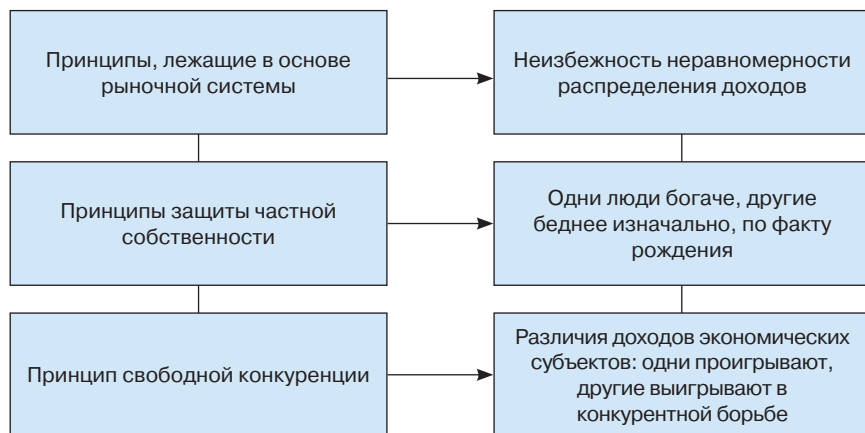 Принципы, лежащие в основе
рыночной системы
Неизбежность неравномерности
распределения доходов
Принципы защиты частной
собственности
Одни люди богаче, другие
беднее изначально, по факту
рождения
Принцип свободной конкуренции
Различия доходов экономических
субъектов: одни проигрывают,
другие выигрывают в
конкурентной борьбе